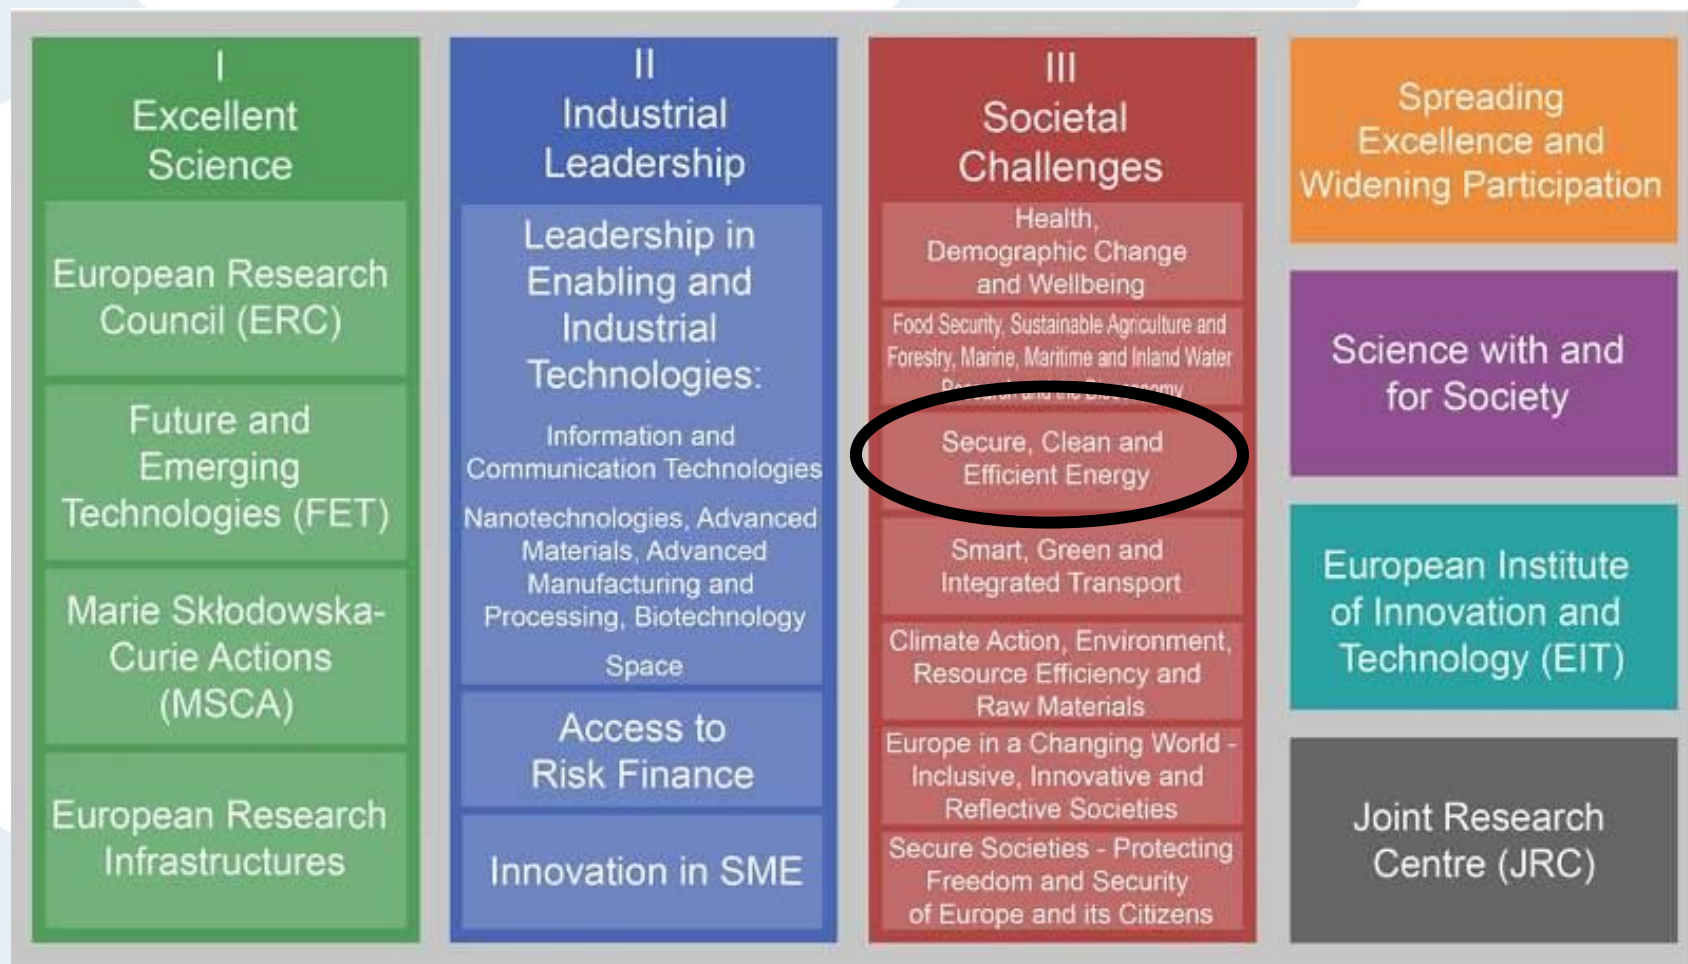 I
Excellent
Science
European Research
Council (ERC)
Future and
Emerging
Technologies (FET)
Marie Skłodowska-
Curie Actions
(MSCA)
European Research
Infrastructures
II
Industrial
Leadership
Leadership in
Enabling and
Industrial
Technologies:
Information and
Communication Technologies
Nanotechnologies, Advanced
Materials, Advanced
Manufacturing and
Processing, Biotechnology
Space
Access to
Risk Finance
Innovation in SME
III
Societal
Challenges
Health,
Demographic Change
and Wellbeing
Food Security, Sustainable Agriculture and
Forestry, Marine, Maritime and Inland Water
Research and the Bioeconomy
Secure, Clean and
Efficient Energy
Smart, Green and
Integrated Transport
Climate Action, Environment,
Resource Efficiency and
Raw Materials
Europe in a Changing World -
Inclusive, Innovative and
Reflective Societies
Secure Societies - Protecting
Freedom and Security
of Europe and its Citizens
Spreading
Excellence and
Widening Participation
Science with and
for Society
European Institute
of Innovation and
Technology (EIT)
Joint Research
Centre (JRC)